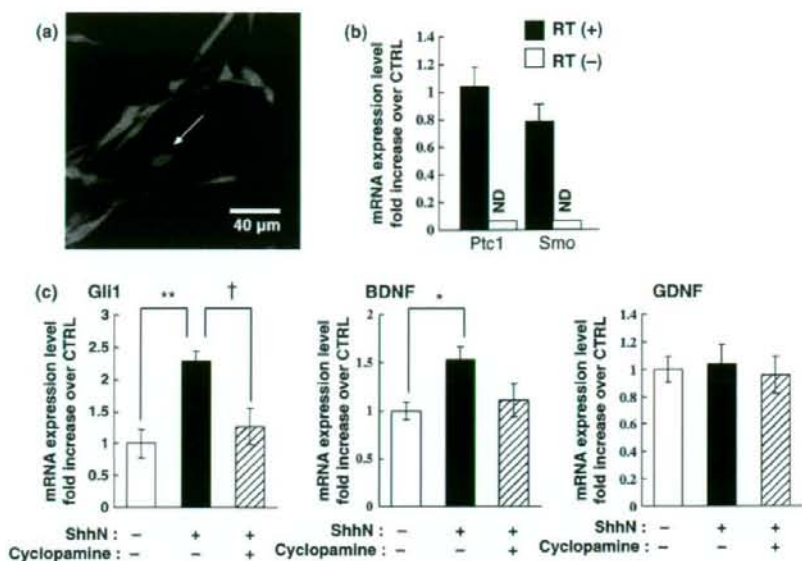 (a)
40 µm
(b)
RT (+)
RT (−)
mRNA expression level
fold increase over CTRL
1.4
1.2
1
0.8
0.6
0.4
0.2
0
ND
ND
Ptc1
Smo
(c)
Gli1
**
†
mRNA expression level
fold increase over CTRL
3
2.5
2
1.5
1
0.5
0
ShhN : − + +
Cyclopamine : − − +
BDNF
*
mRNA expression level
fold increase over CTRL
2
1.5
1
0.5
0
ShhN : − + +
Cyclopamine : − − +
GDNF
mRNA expression level
fold increase over CTRL
1.4
1.2
1
0.8
0.6
0.4
0.2
0
ShhN : − + +
Cyclopamine : − − +